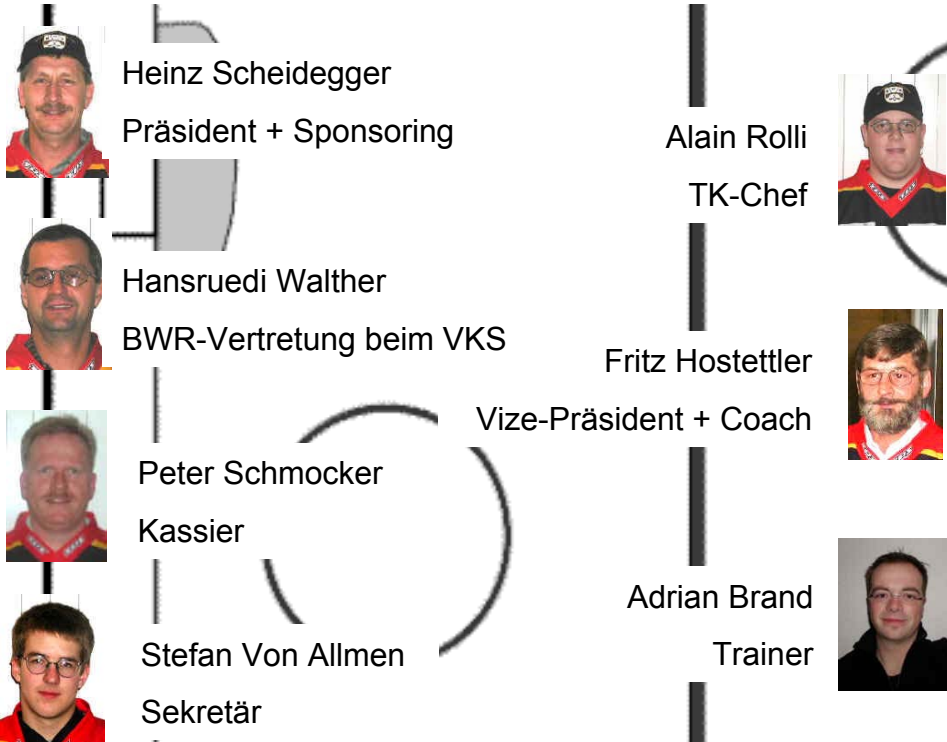 Heinz Scheidegger
Präsident + Sponsoring
Hansruedi Walther
BWR-Vertretung beim VKS
Peter Schmocker
Kassier
Stefan Von Allmen
Sekretär
Alain Rolli
TK-Chef
Fritz Hostettler
Vize-Präsident + Coach
Adrian Brand
Trainer